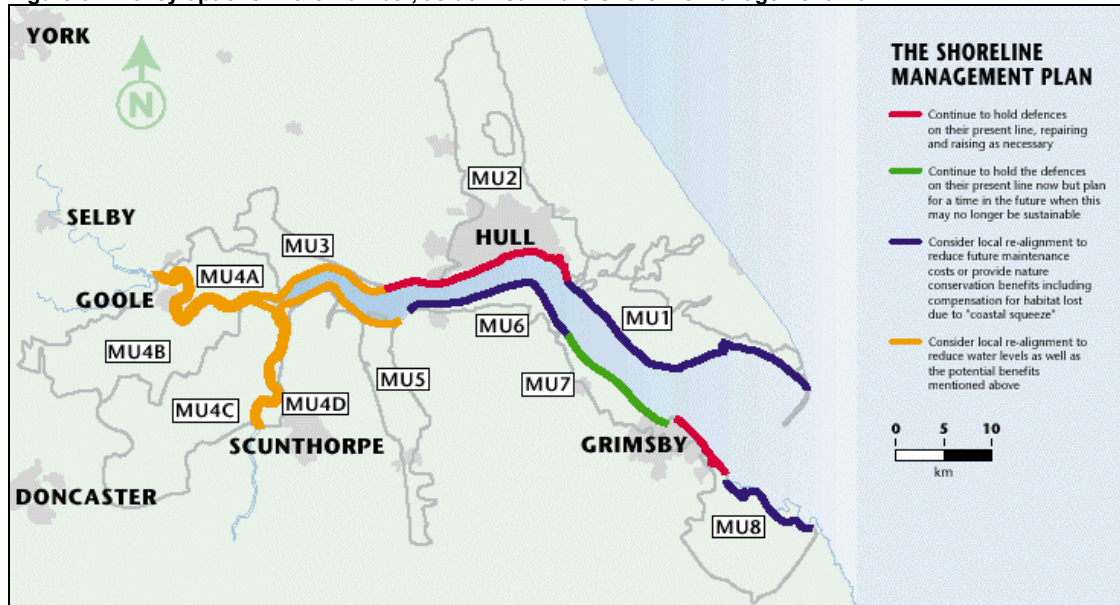 YORK
N
THE SHORELINE
MANAGEMENT PLAN
Continue to hold defences
on their present line, repairing
and raising as necessary
Continue to hold the defences
on their present line now but plan
for a time in the future when this
may no longer be sustainable
Consider local re-alignment to
reduce future maintenance
costs or provide nature
conservation benefits including
compensation for habitat lost
due to "coastal squeeze"
Consider local re-alignment to
reduce water levels as well as
the potential benefits
mentioned above
0 5 10
km
MU2
SELBY
HULL
MU3
MU4A
GOOLE
MU1
MU6
MU4B
MU5
MU7
MU4C
MU4D
SCUNTHORPE
GRIMSBY
DONCASTER
MU8